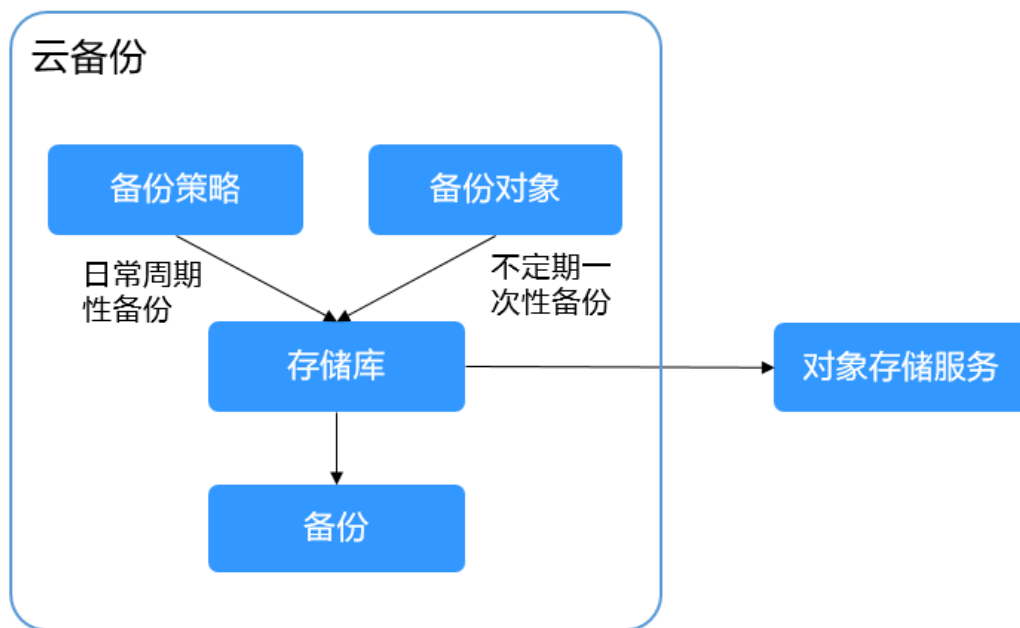 云备份
备份策略
备份对象
日常周期
性备份
不定期一
次性备份
存储库
对象存储服务
备份